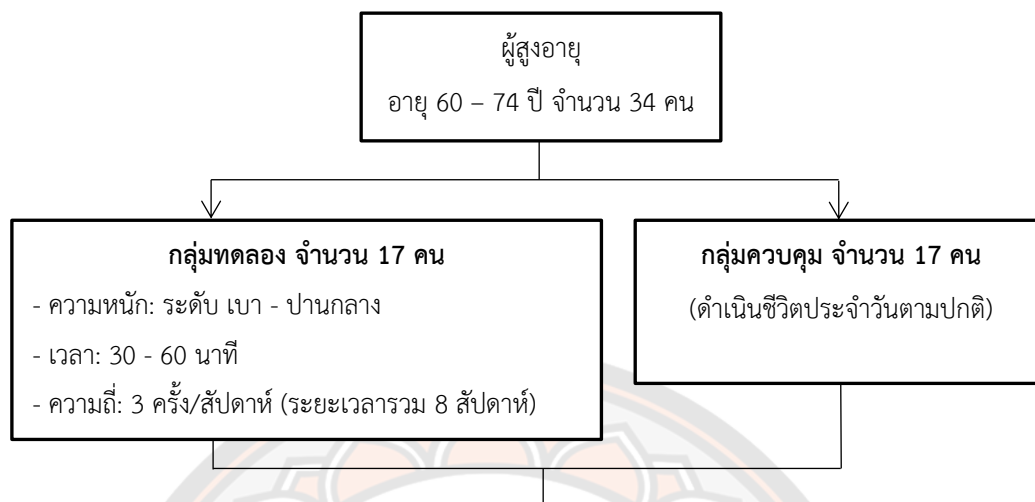 ผู้สูงอายุ
อายุ 60 – 74 ปี จำนวน 34 คน
กลุ่มทดลอง จำนวน 17 คน
- ความหนัก: ระดับ เบา - ปานกลาง
- เวลา: 30 - 60 นาที
- ความถี่: 3 ครั้ง/สัปดาห์ (ระยะเวลารวม 8 สัปดาห์)
กลุ่มควบคุม จำนวน 17 คน
(ดำเนินชีวิตประจำวันตามปกติ)